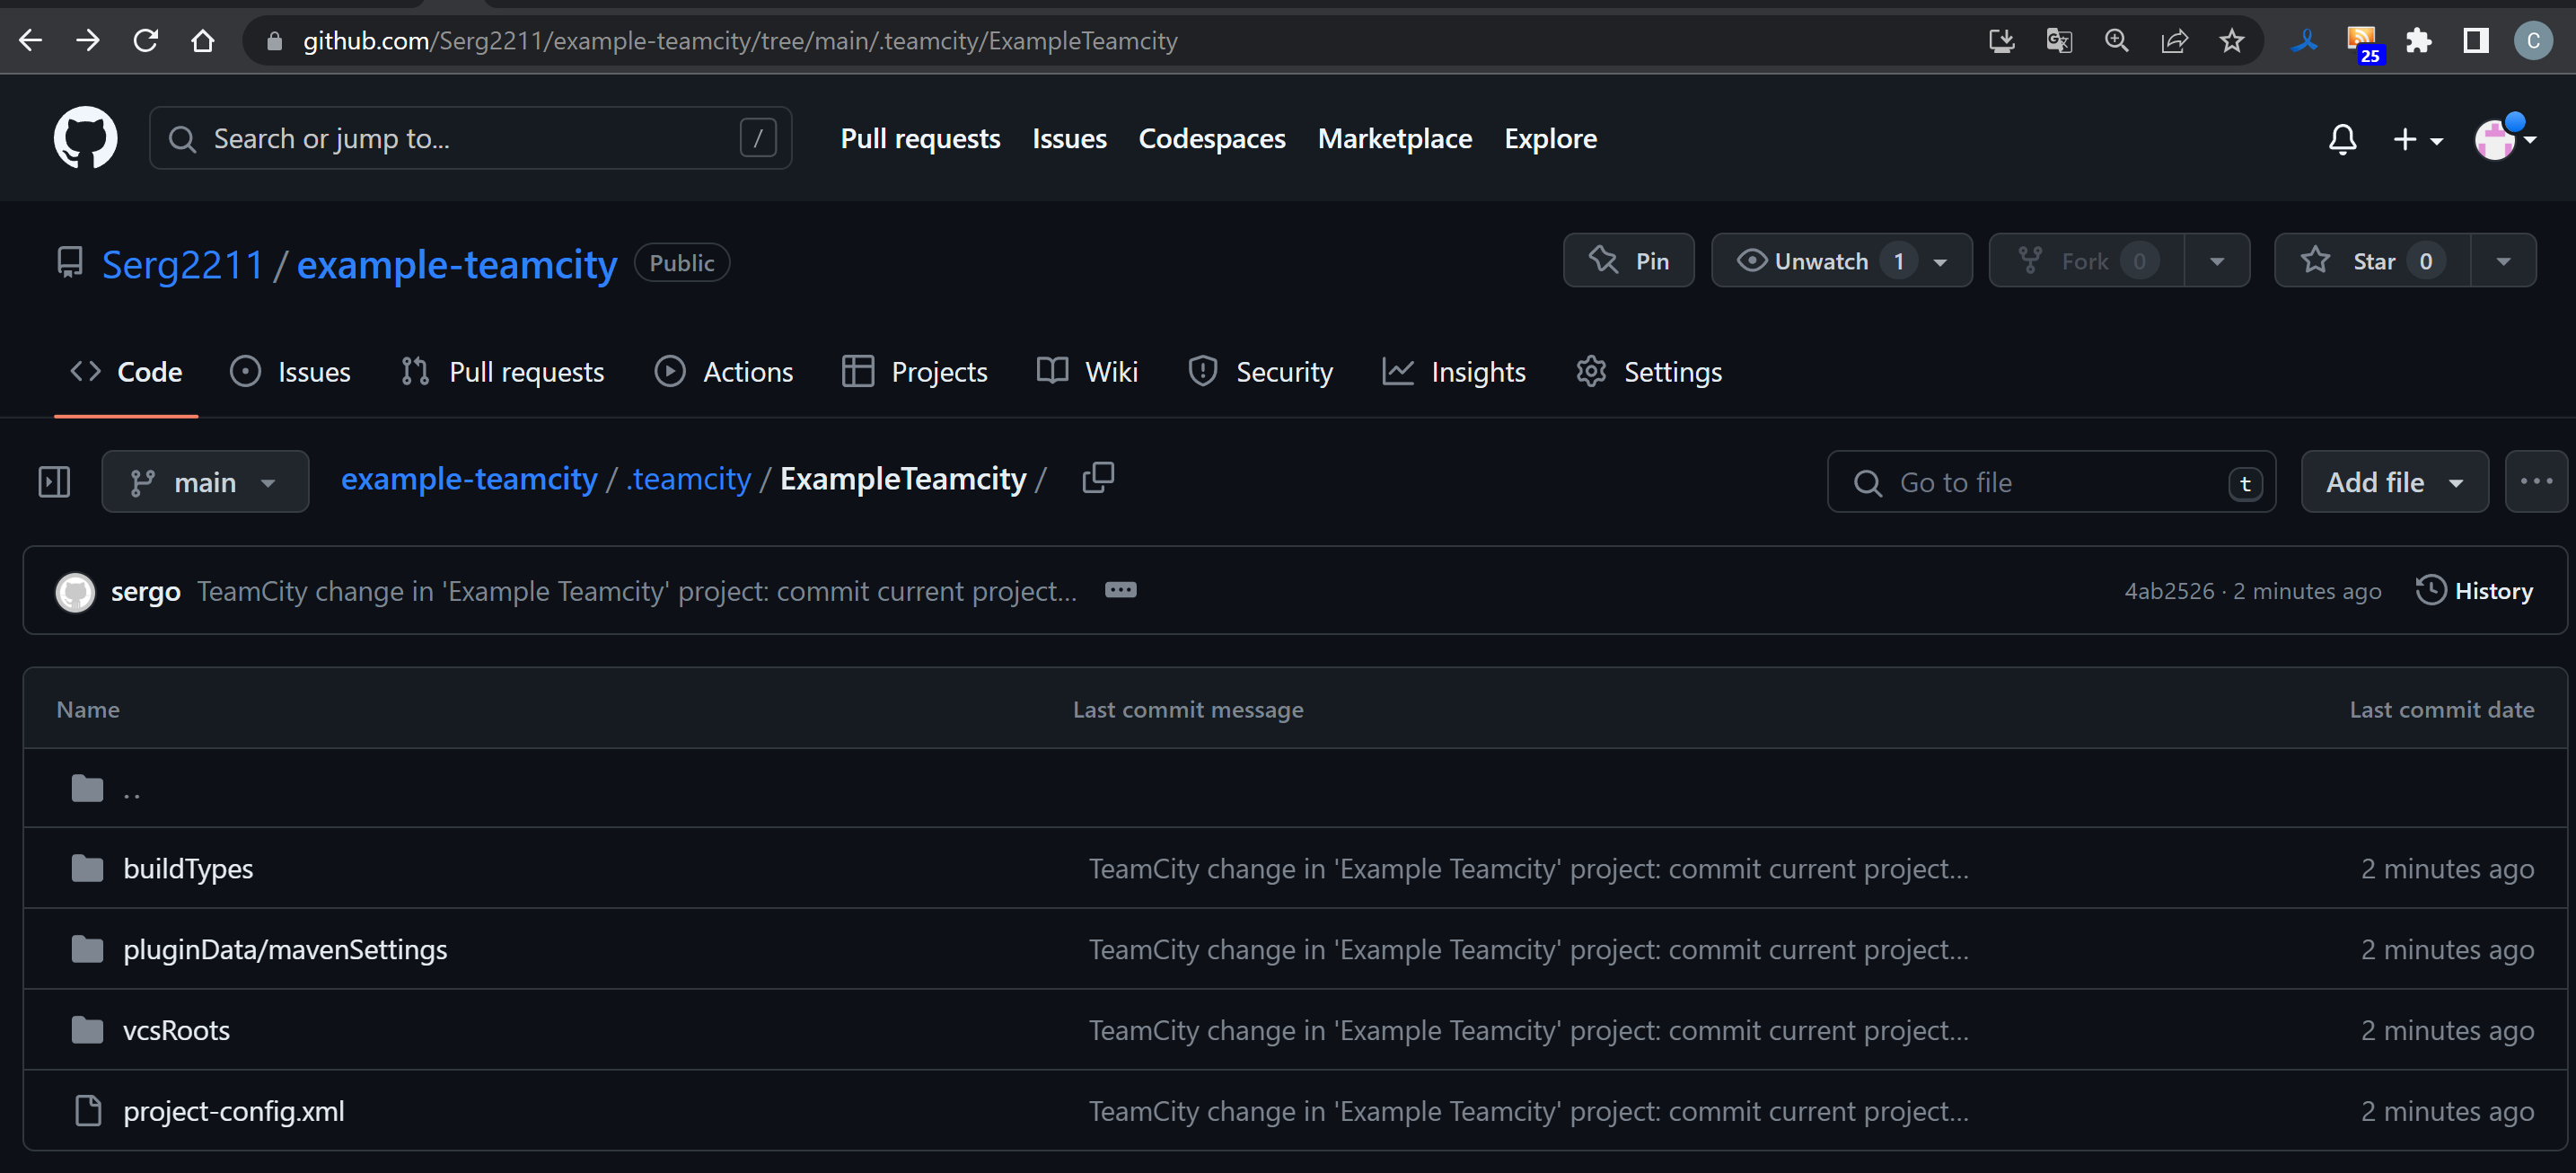 github.com/Serg2211/example-teamcity/tree/main/.teamcity/ExampleTeamcity
25
C
Search or jump to... /
Pull requests Issues Codespaces Marketplace Explore
Serg2211 / example-teamcity Public
Pin Unwatch 1 Fork 0 Star 0
Code Issues Pull requests Actions Projects Wiki Security Insights Settings
main example-teamcity / .teamcity / ExampleTeamcity / Go to file t Add file
sergo TeamCity change in 'Example Teamcity' project: commit current project... 4ab2526 · 2 minutes ago History
Name Last commit message Last commit date
..
buildTypes TeamCity change in 'Example Teamcity' project: commit current project... 2 minutes ago
pluginData/mavenSettings TeamCity change in 'Example Teamcity' project: commit current project... 2 minutes ago
vcsRoots TeamCity change in 'Example Teamcity' project: commit current project... 2 minutes ago
project-config.xml TeamCity change in 'Example Teamcity' project: commit current project... 2 minutes ago